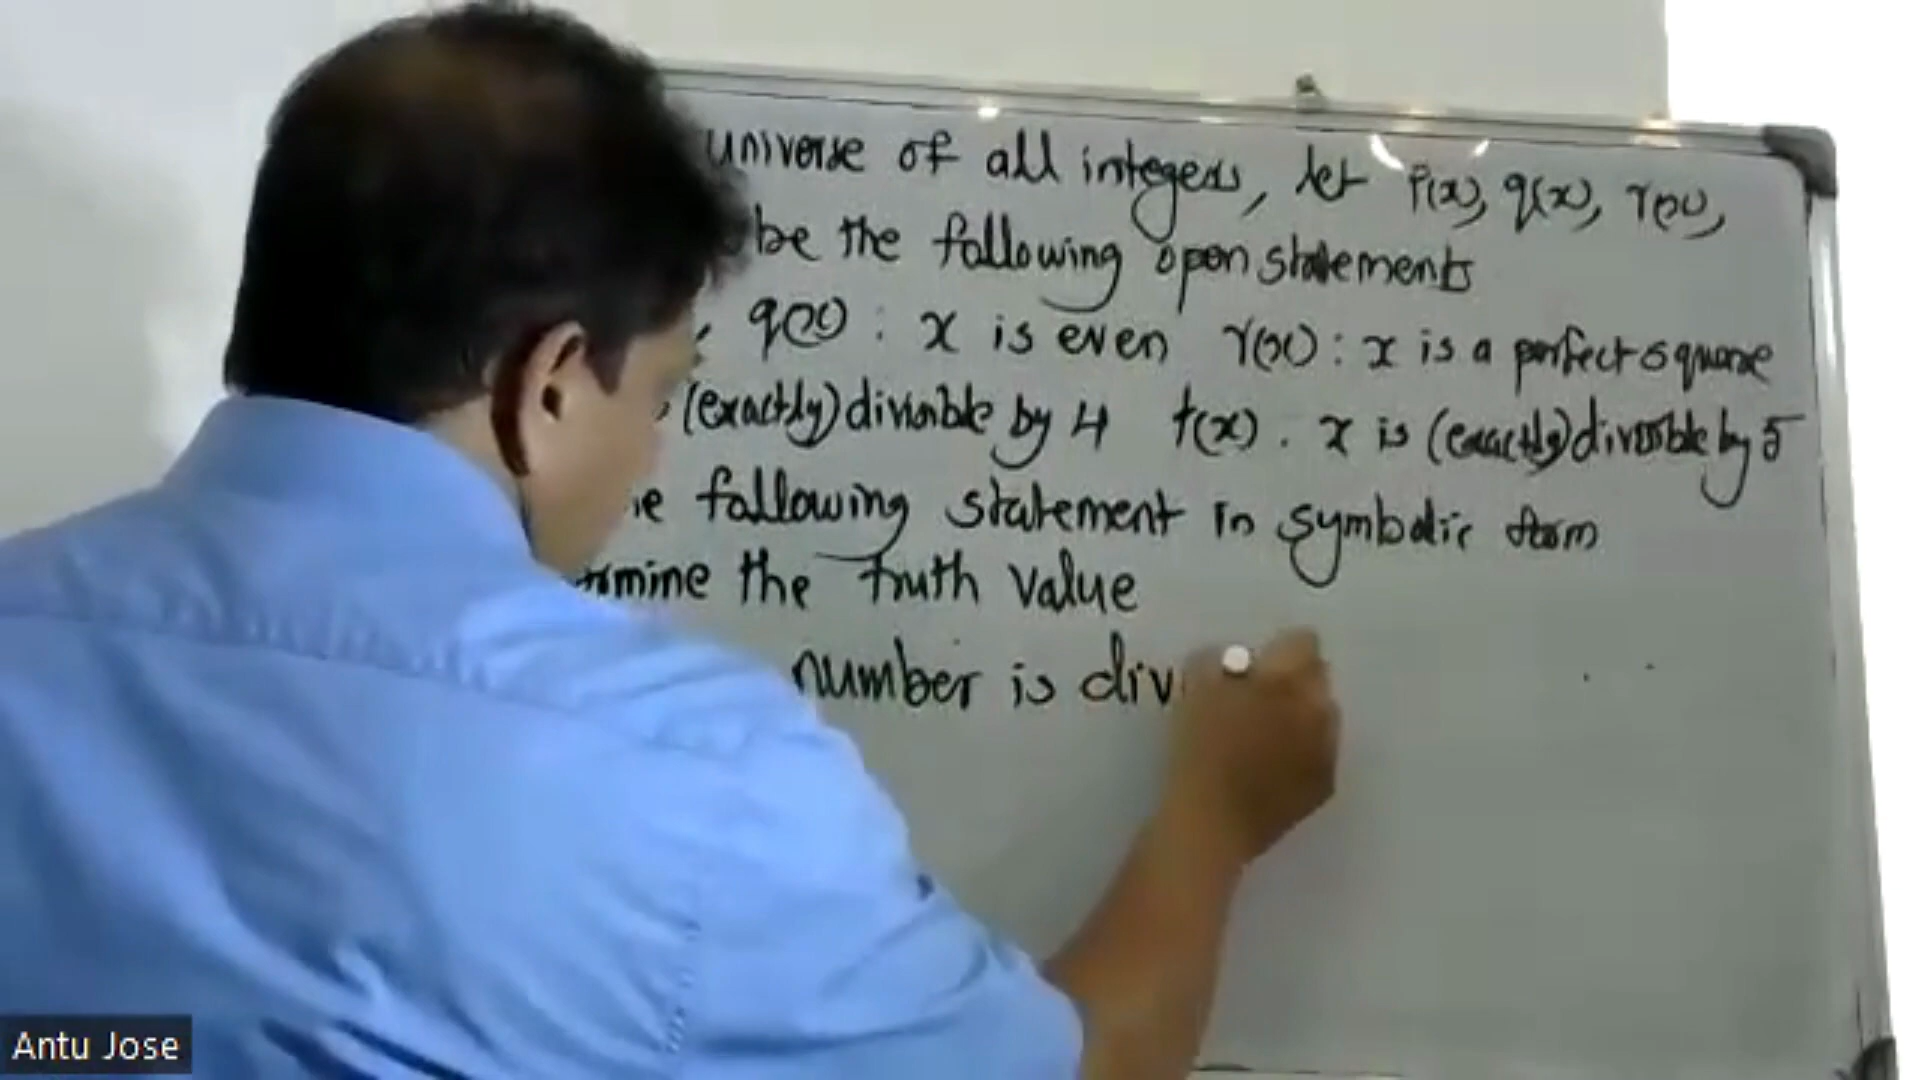 universe of all integers, let p(x), q(x), r(x),
be the following open statements
, q(x) : x is even r(x) : x is a perfect square
(exactly) divisible by 4 t(x) . x is (exactly) divisible by 5
following statement in symbolic form
rmine the truth value
number is div
Antu Jose